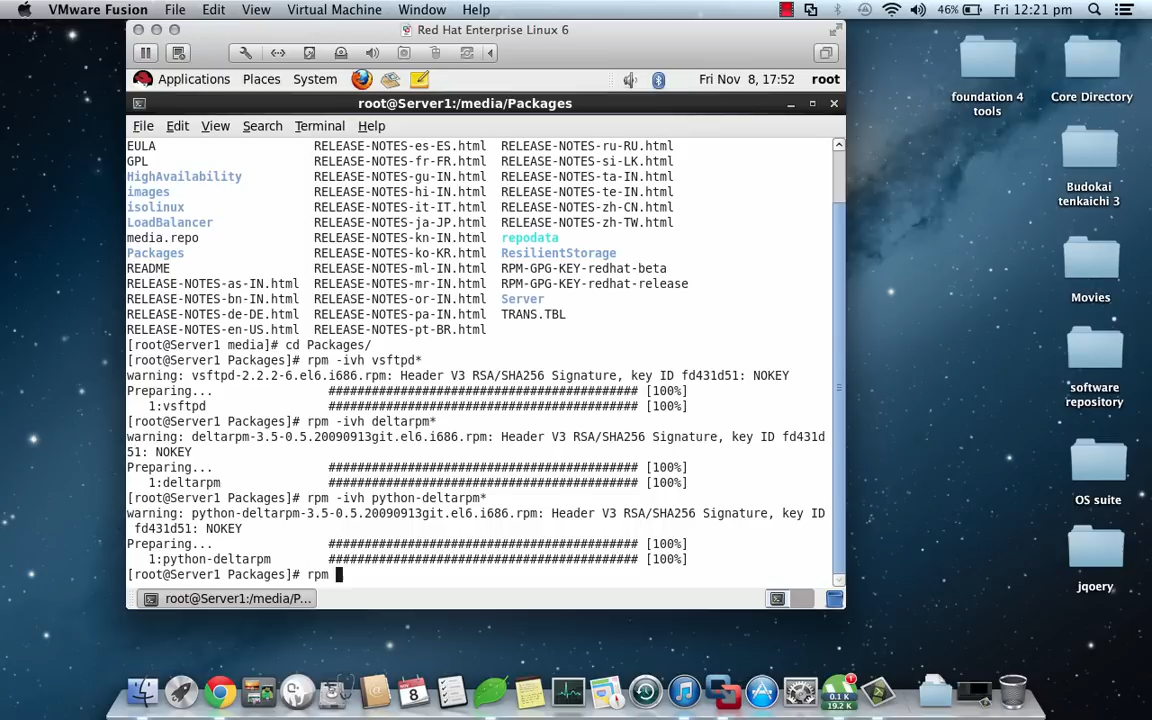 VMware Fusion File Edit View Virtual Machine Window Help 46% Fri 12:21 pm
Red Hat Enterprise Linux 6
Applications Places System Fri Nov 8, 17:52 root
root@Server1:/media/Packages
File Edit View Search Terminal Help
EULA RELEASE-NOTES-es-ES.html RELEASE-NOTES-ru-RU.html
GPL RELEASE-NOTES-fr-FR.html RELEASE-NOTES-si-LK.html
HighAvailability RELEASE-NOTES-gu-IN.html RELEASE-NOTES-ta-IN.html
images RELEASE-NOTES-hi-IN.html RELEASE-NOTES-te-IN.html
isolinux RELEASE-NOTES-it-IT.html RELEASE-NOTES-zh-CN.html
LoadBalancer RELEASE-NOTES-ja-JP.html RELEASE-NOTES-zh-TW.html
media.repo RELEASE-NOTES-kn-IN.html repodata
Packages RELEASE-NOTES-ko-KR.html ResilientStorage
README RELEASE-NOTES-ml-IN.html RPM-GPG-KEY-redhat-beta
RELEASE-NOTES-as-IN.html RELEASE-NOTES-mr-IN.html RPM-GPG-KEY-redhat-release
RELEASE-NOTES-bn-IN.html RELEASE-NOTES-or-IN.html Server
RELEASE-NOTES-de-DE.html RELEASE-NOTES-pa-IN.html TRANS.TBL
RELEASE-NOTES-en-US.html RELEASE-NOTES-pt-BR.html
[root@Server1 media]# cd Packages/
[root@Server1 Packages]# rpm -ivh vsftpd*
warning: vsftpd-2.2.2-6.el6.i686.rpm: Header V3 RSA/SHA256 Signature, key ID fd431d51: NOKEY
Preparing... ########################################### [100%]
1:vsftpd ########################################### [100%]
[root@Server1 Packages]# rpm -ivh deltarpm*
warning: deltarpm-3.5-0.5.20090913git.el6.i686.rpm: Header V3 RSA/SHA256 Signature, key ID fd431d
51: NOKEY
Preparing... ########################################### [100%]
1:deltarpm ########################################### [100%]
[root@Server1 Packages]# rpm -ivh python-deltarpm*
warning: python-deltarpm-3.5-0.5.20090913git.el6.i686.rpm: Header V3 RSA/SHA256 Signature, key ID
fd431d51: NOKEY
Preparing... ########################################### [100%]
1:python-deltarpm ########################################### [100%]
[root@Server1 Packages]# rpm
root@Server1:/media/P...
foundation 4
tools
Core Directory
Budokai
tenkaichi 3
Movies
software
repository
OS suite
jqoery
NOV
8
1
0.1 K
19.2 K